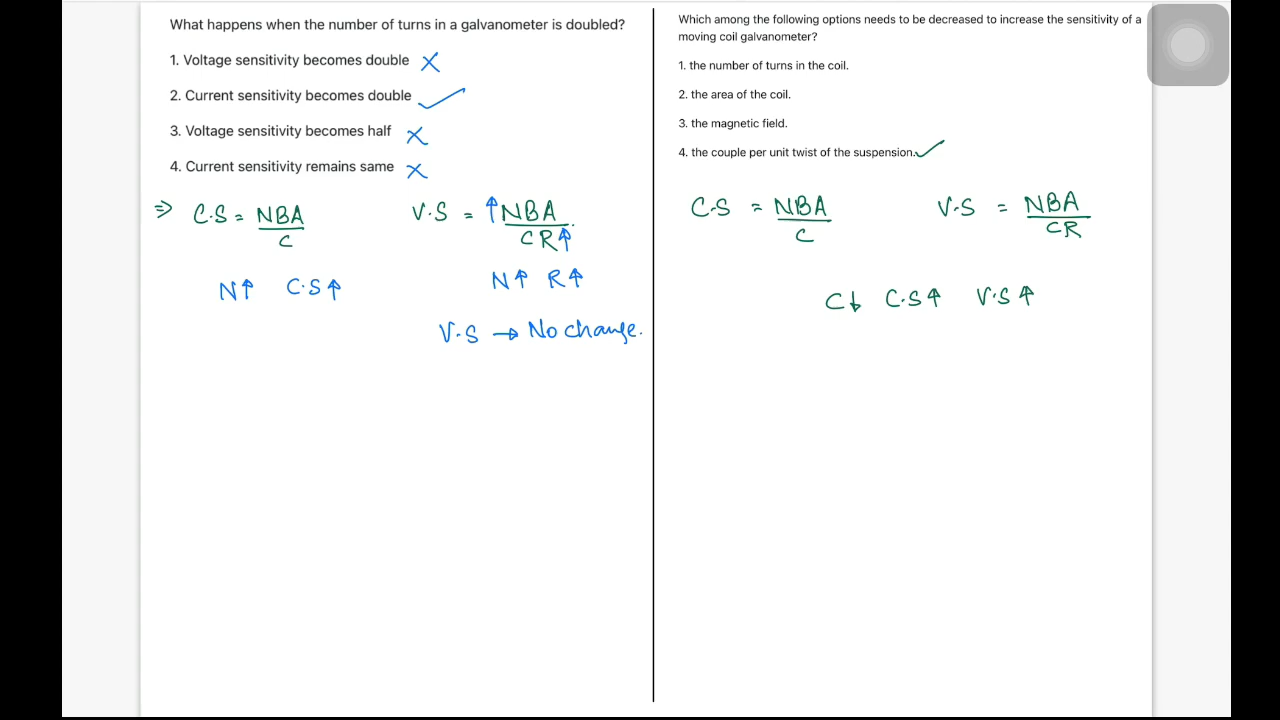 What happens when the number of turns in a galvanometer is doubled?
1. Voltage sensitivity becomes double ✗
2. Current sensitivity becomes double ✓
3. Voltage sensitivity becomes half ✗
4. Current sensitivity remains same ✗
⇒ C.S = NBA / C
V.S = ↑NBA / CR↑
N↑ C.S↑
N↑ R↑
V.S → No change.
Which among the following options needs to be decreased to increase the sensitivity of a
moving coil galvanometer?
1. the number of turns in the coil.
2. the area of the coil.
3. the magnetic field.
4. the couple per unit twist of the suspension. ✓
C.S = NBA / C
V.S = NBA / CR
C↓ C.S↑ V.S↑